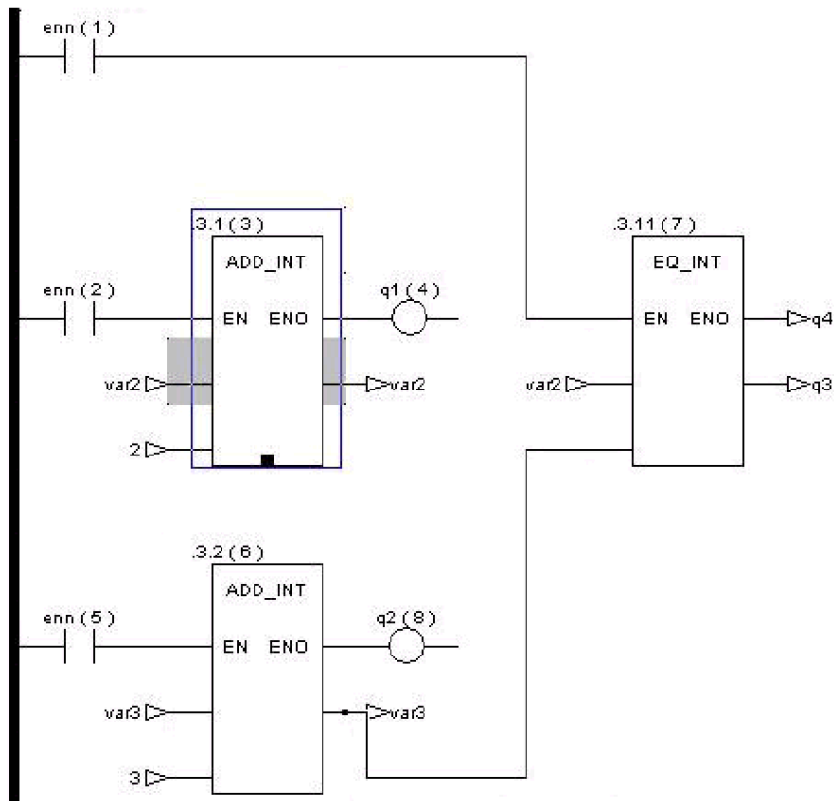 enn(1)
.3.1(3)
.3.11(7)
ADD_INT
EQ_INT
enn(2)
q1(4)
EN ENO
EN ENO
q4
var2
var2
var2
q3
2
.3.2(6)
ADD_INT
enn(5)
q2(8)
EN ENO
var3
var3
3